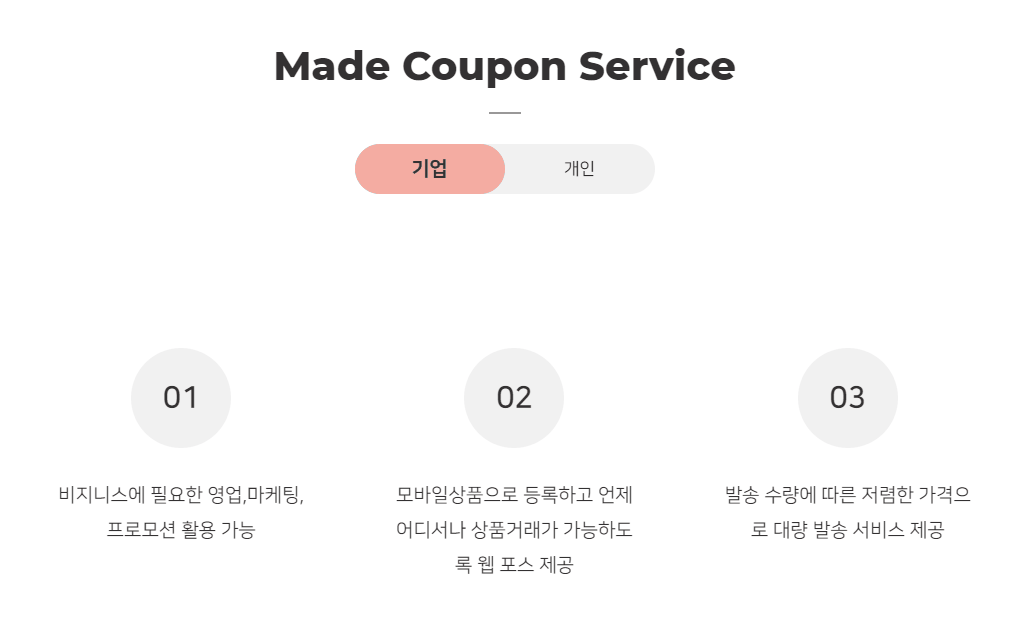 Made Coupon Service
기업
개인
01
비지니스에 필요한 영업,마케팅,
프로모션 활용 가능
02
모바일상품으로 등록하고 언제
어디서나 상품거래가 가능하도
록 웹 포스 제공
03
발송 수량에 따른 저렴한 가격으
로 대량 발송 서비스 제공